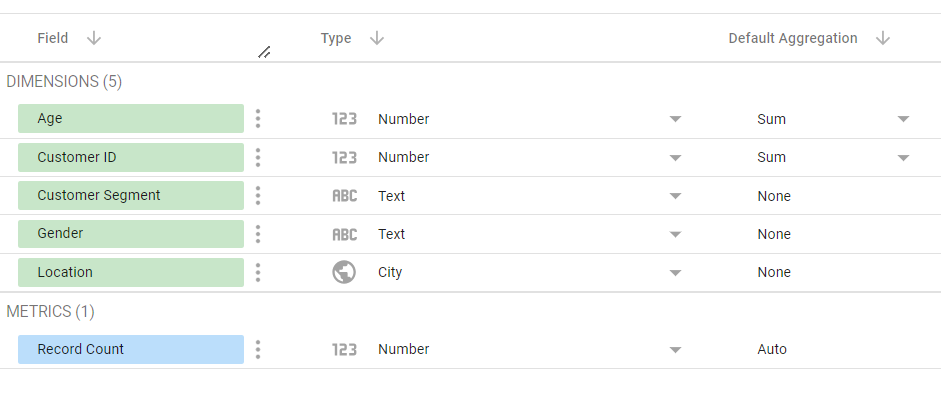 Field Type Default Aggregation
DIMENSIONS (5)
Age 123 Number Sum
Customer ID 123 Number Sum
Customer Segment ABC Text None
Gender ABC Text None
Location City None
METRICS (1)
Record Count 123 Number Auto